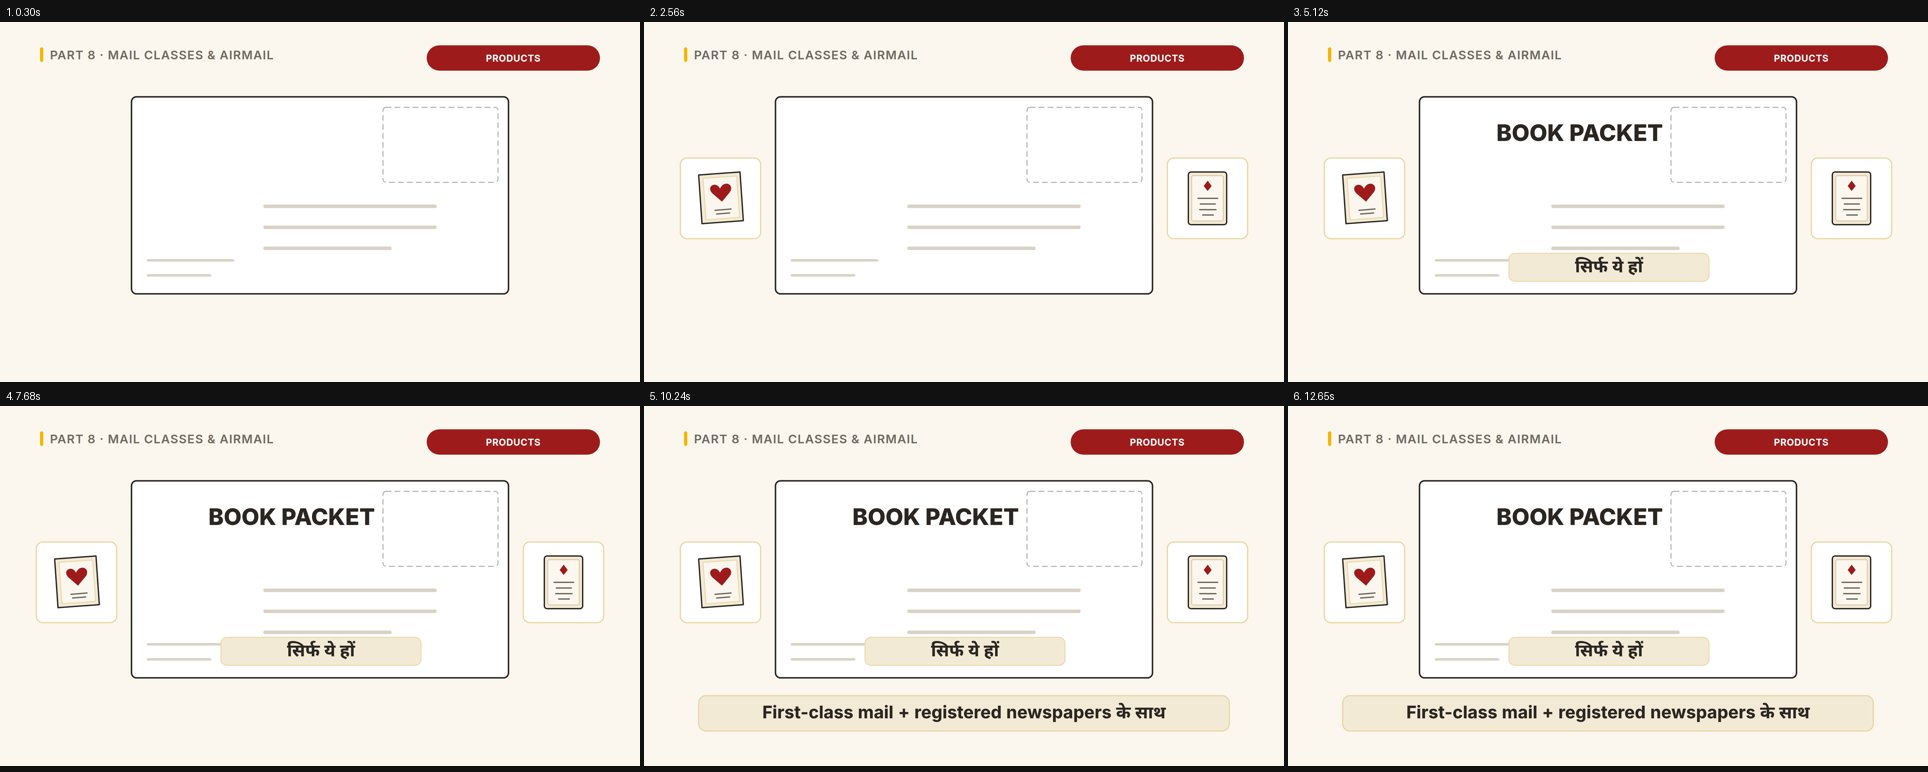 1. 0.30s
PART 8 · MAIL CLASSES & AIRMAIL
PRODUCTS
2. 2.56s
PART 8 · MAIL CLASSES & AIRMAIL
PRODUCTS
3. 5.12s
PART 8 · MAIL CLASSES & AIRMAIL
PRODUCTS
BOOK PACKET
सिर्फ ये हों
4. 7.68s
PART 8 · MAIL CLASSES & AIRMAIL
PRODUCTS
BOOK PACKET
सिर्फ ये हों
5. 10.24s
PART 8 · MAIL CLASSES & AIRMAIL
PRODUCTS
BOOK PACKET
सिर्फ ये हों
First-class mail + registered newspapers के साथ
6. 12.65s
PART 8 · MAIL CLASSES & AIRMAIL
PRODUCTS
BOOK PACKET
सिर्फ ये हों
First-class mail + registered newspapers के साथ